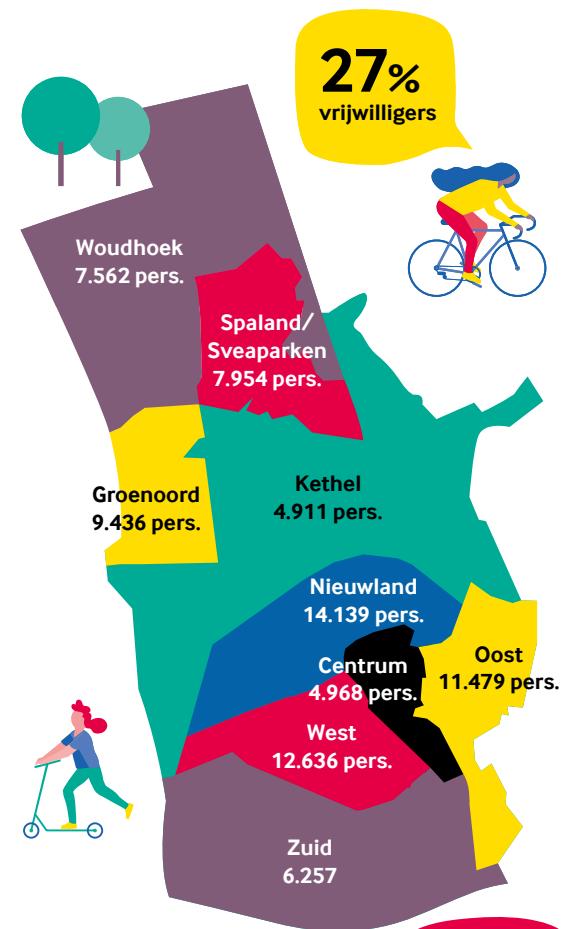 27%
vrijwilligers
Woudhoek
7.562 pers.
Spaland/
Sveaparken
7.954 pers.
Groenoord
9.436 pers.
Kethel
4.911 pers.
Nieuwland
14.139 pers.
Centrum
4.968 pers.
Oost
11.479 pers.
West
12.636 pers.
Zuid
6.257